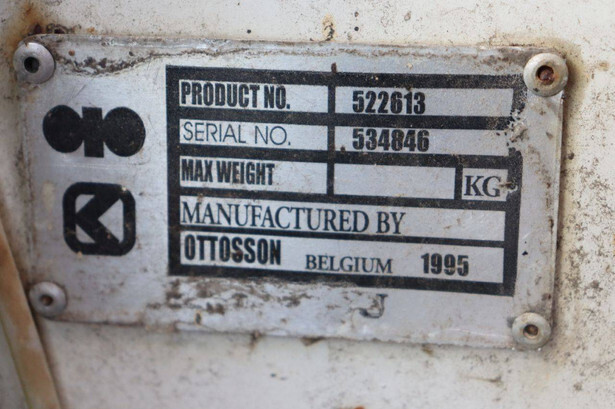 PRODUCT NO. 522613
SERIAL NO. 534846
MAX WEIGHT KG
MANUFACTURED BY
OTTOSSON BELGIUM 1995
J